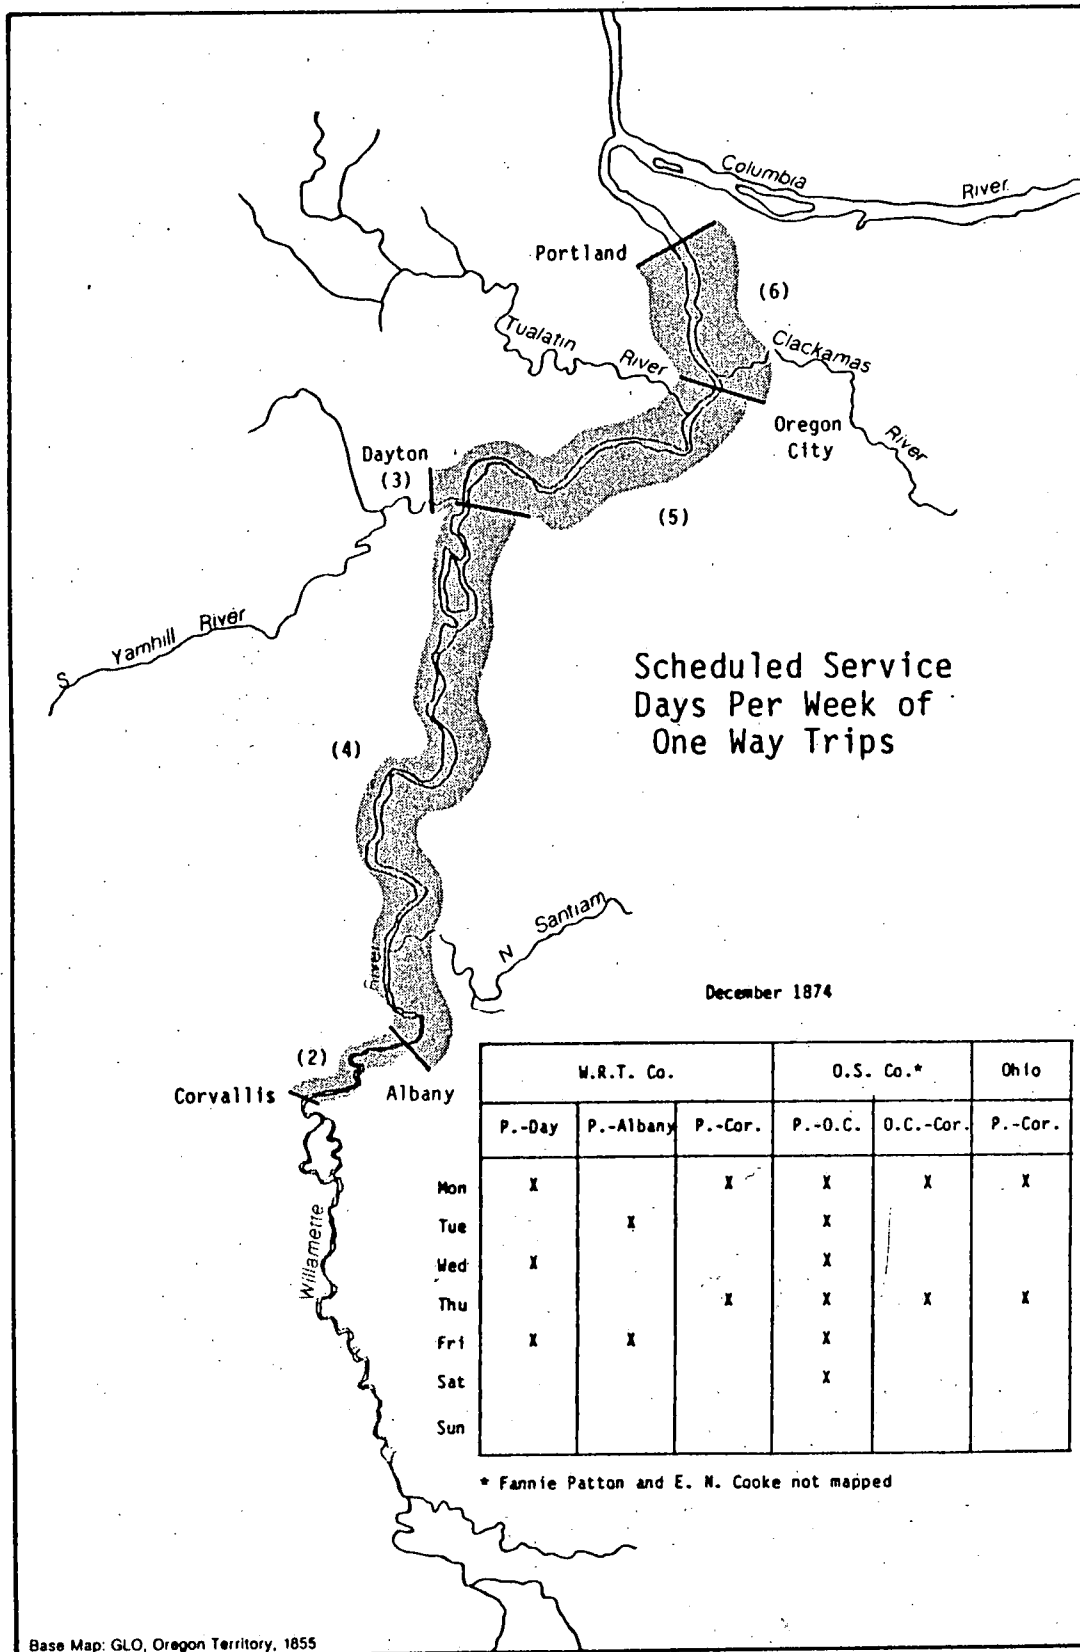 Columbia
River
Portland
(6)
Tualatin
River
Clackamas
River
Oregon
City
Dayton
(3)
(5)
S Yamhill River
Scheduled Service
Days Per Week of
One Way Trips
(4)
N Santiam
River
December 1874
(2)
Corvallis
Albany
Willamette
W.R.T. Co. O.S. Co.* Ohio
P.-Day P.-Albany P.-Cor. P.-O.C. O.C.-Cor. P.-Cor.
Mon X X X X X
Tue X X
Wed X X
Thu X X X X
Fri X X X
Sat X
Sun
* Fannie Patton and E. N. Cooke not mapped
Base Map: GLO, Oregon Territory, 1855